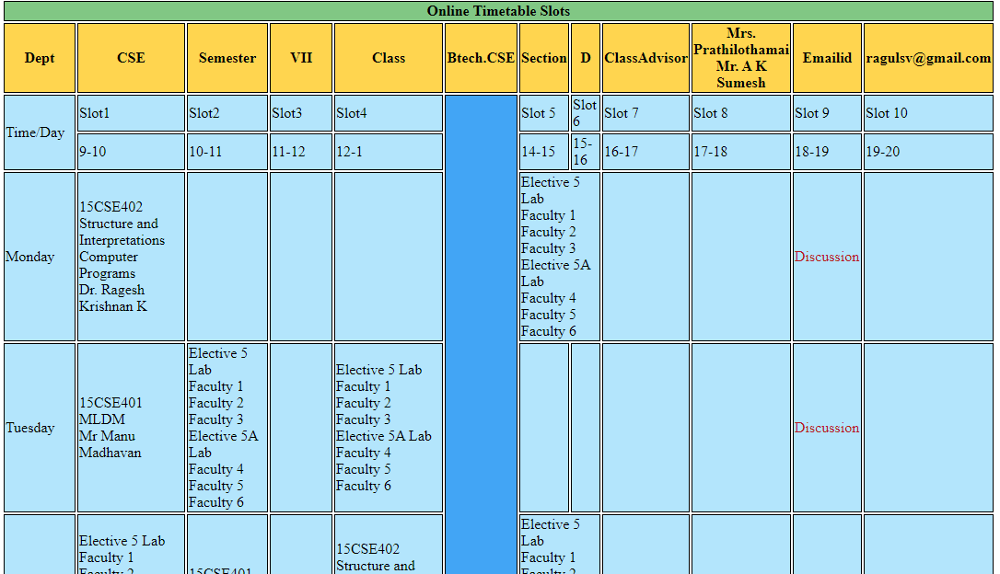 Online Timetable Slots
Dept
CSE
Semester
VII
Class
Btech.CSE
Section
D
ClassAdvisor
Mrs.
Prathilothamai
Mr. A K
Sumesh
Emailid
ragulsv@gmail.com
Time/Day
Slot1
Slot2
Slot3
Slot4
Slot 5
Slot
6
Slot 7
Slot 8
Slot 9
Slot 10
9-10
10-11
11-12
12-1
14-15
15-
16
16-17
17-18
18-19
19-20
Monday
15CSE402
Structure and
Interpretations
Computer
Programs
Dr. Ragesh
Krishnan K
Elective 5
Lab
Faculty 1
Faculty 2
Faculty 3
Elective 5A
Lab
Faculty 4
Faculty 5
Faculty 6
Discussion
Tuesday
15CSE401
MLDM
Mr Manu
Madhavan
Elective 5
Lab
Faculty 1
Faculty 2
Faculty 3
Elective 5A
Lab
Faculty 4
Faculty 5
Faculty 6
Elective 5 Lab
Faculty 1
Faculty 2
Faculty 3
Elective 5A Lab
Faculty 4
Faculty 5
Faculty 6
Discussion
Elective 5 Lab
Faculty 1
Faculty 2
15CSE401
15CSE402
Structure and
Elective 5
Lab
Faculty 1
Faculty 2